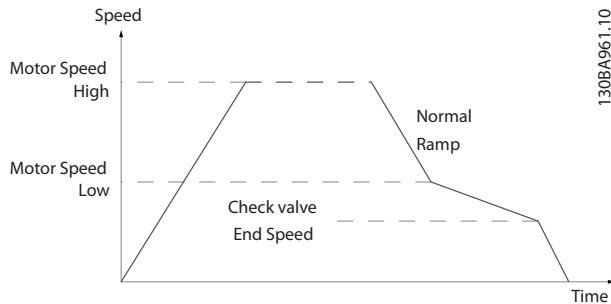 Speed
130BA961.10
Motor Speed
High
Normal
Ramp
Motor Speed
Low
Check valve
End Speed
Time